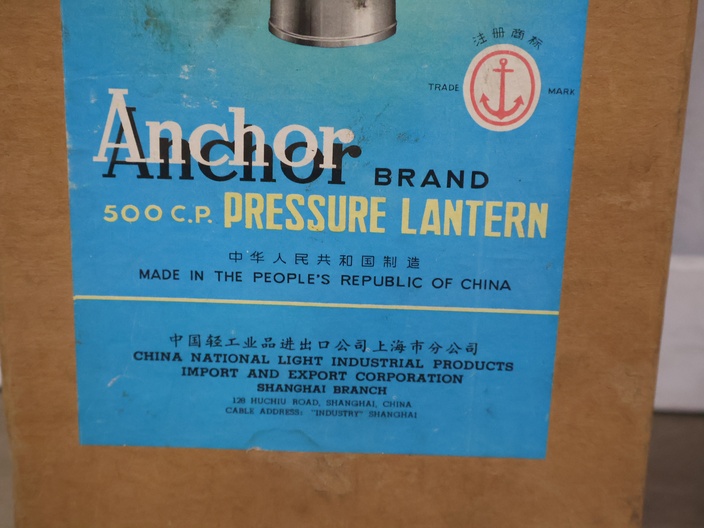 注册商标
TRADE MARK
Anchor BRAND
500 C.P. PRESSURE LANTERN
中华人民共和国制造
MADE IN THE PEOPLE'S REPUBLIC OF CHINA
中国轻工业品进出口公司上海市分公司
CHINA NATIONAL LIGHT INDUSTRIAL PRODUCTS
IMPORT AND EXPORT CORPORATION
SHANGHAI BRANCH
128 HUCHIU ROAD, SHANGHAI, CHINA
CABLE ADDRESS: "INDUSTRY" SHANGHAI